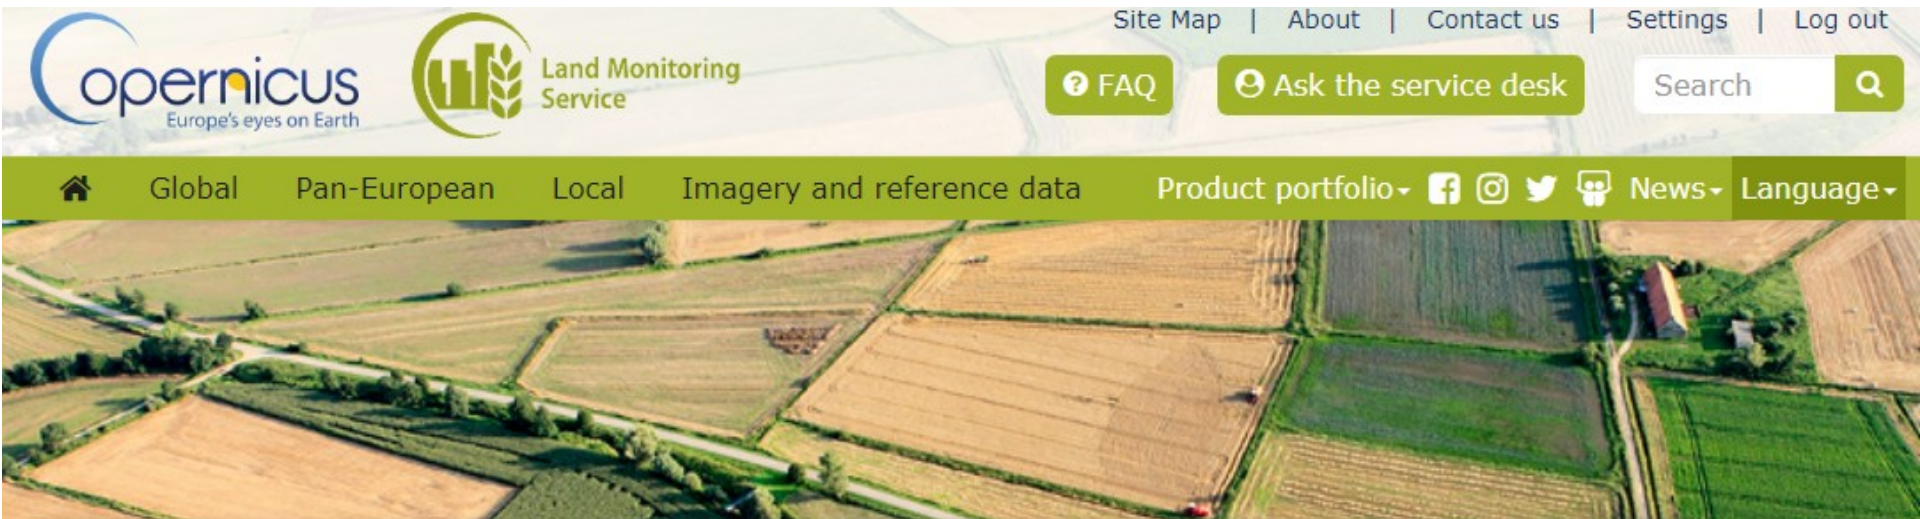 Site Map | About | Contact us | Settings | Log out
Copernicus
Europe's eyes on Earth
Land Monitoring
Service
FAQ
Ask the service desk
Search
Global Pan-European Local Imagery and reference data Product portfolio News Language